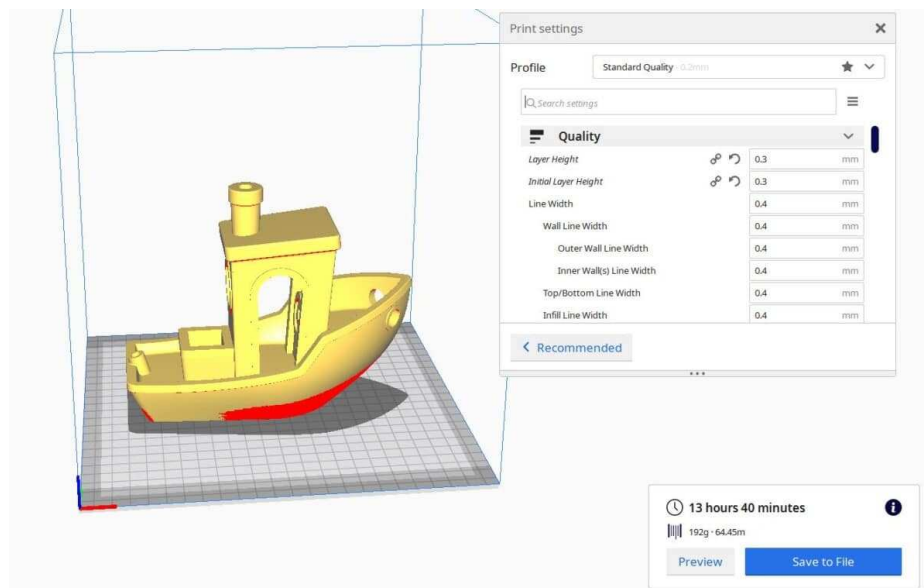 Print settings
Profile
Standard Quality - 0.2mm
Search settings
Quality
Layer Height 0.3 mm
Initial Layer Height 0.3 mm
Line Width 0.4 mm
Wall Line Width 0.4 mm
Outer Wall Line Width 0.4 mm
Inner Wall(s) Line Width 0.4 mm
Top/Bottom Line Width 0.4 mm
Infill Line Width 0.4 mm
Recommended
13 hours 40 minutes
192g · 64.45m
Preview
Save to File